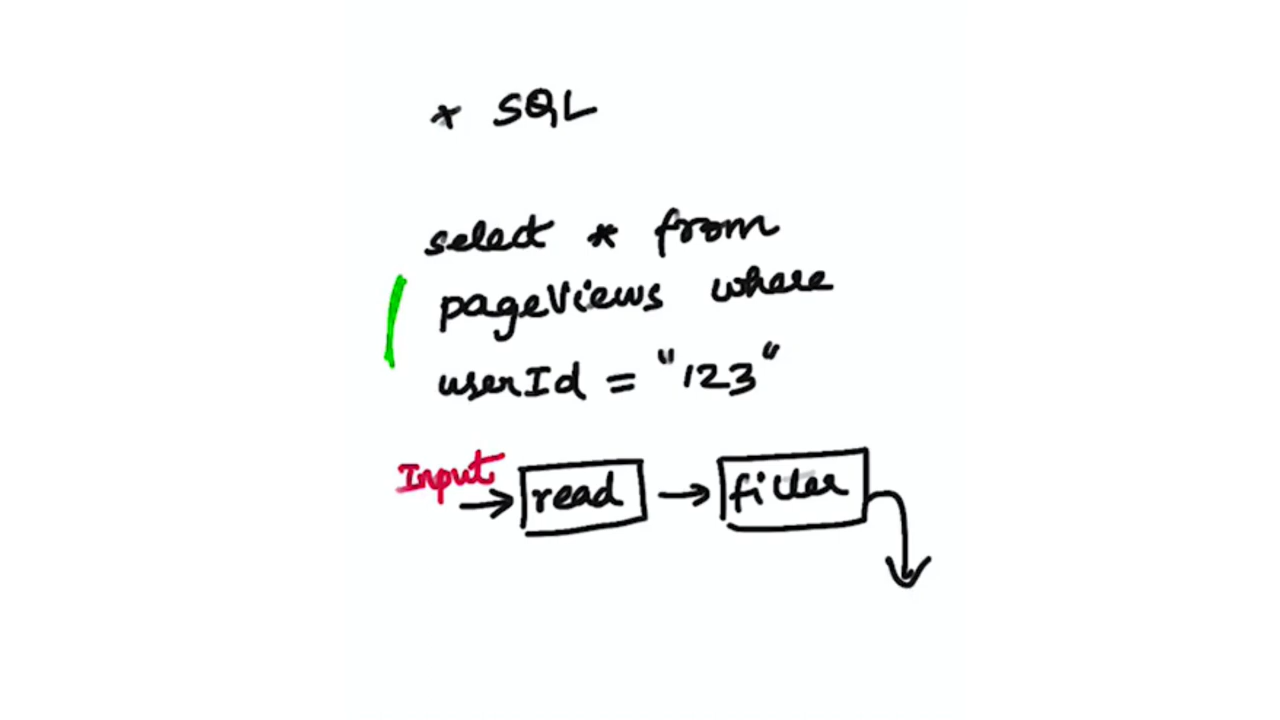 * SQL
select * from
pageViews where
userId = "123"
Input → read → filter